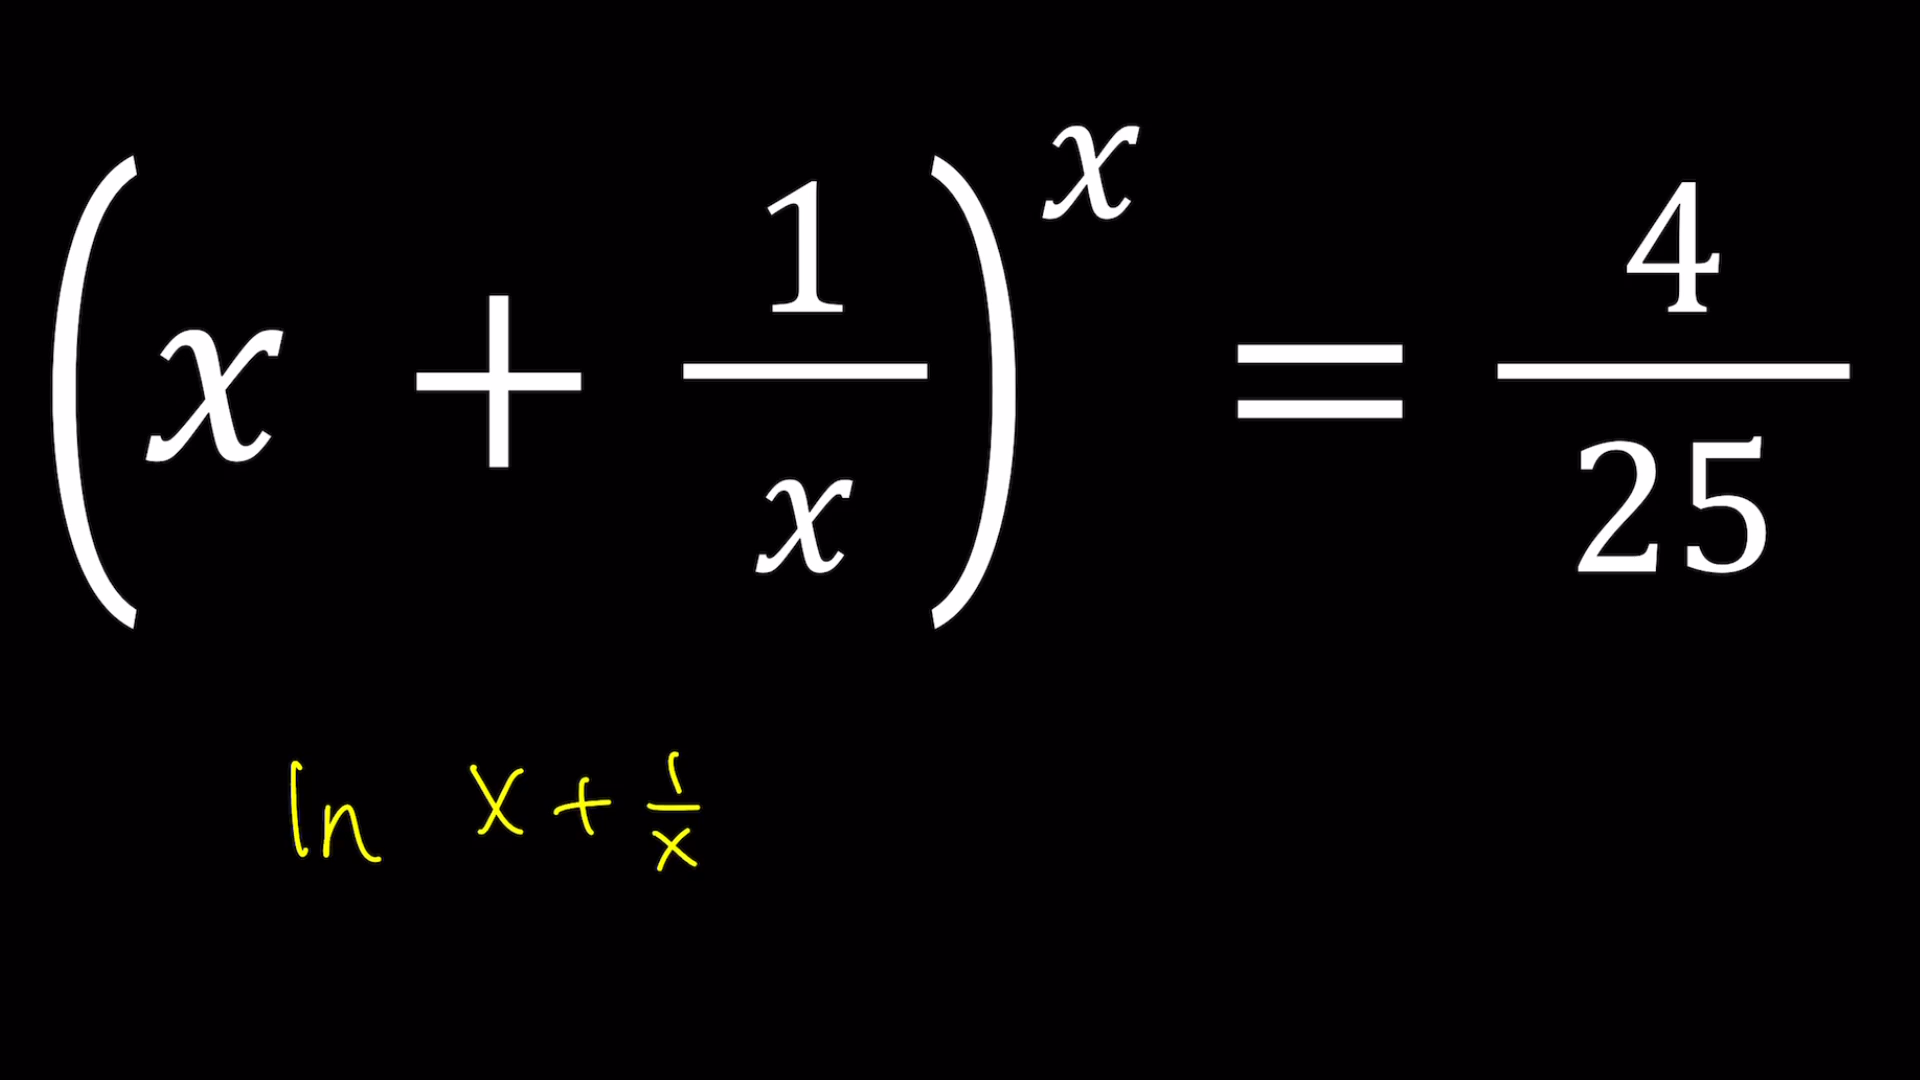 (x + 1/x)^x = 4/25
ln x + 1/x